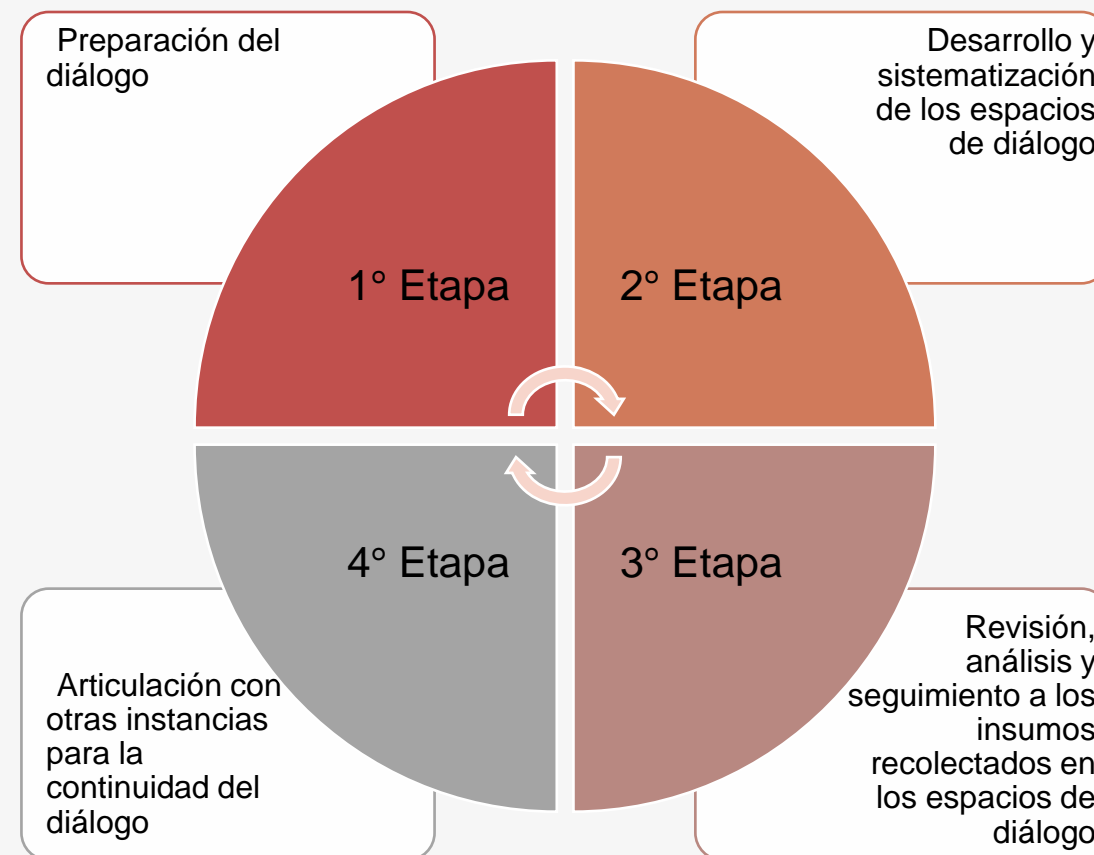 Preparación del
diálogo
Desarrollo y
sistematización
de los espacios
de diálogo
1° Etapa
2° Etapa
4° Etapa
3° Etapa
Articulación con
otras instancias
para la
continuidad del
diálogo
Revisión,
análisis y
seguimiento a los
insumos
recolectados en
los espacios de
diálogo